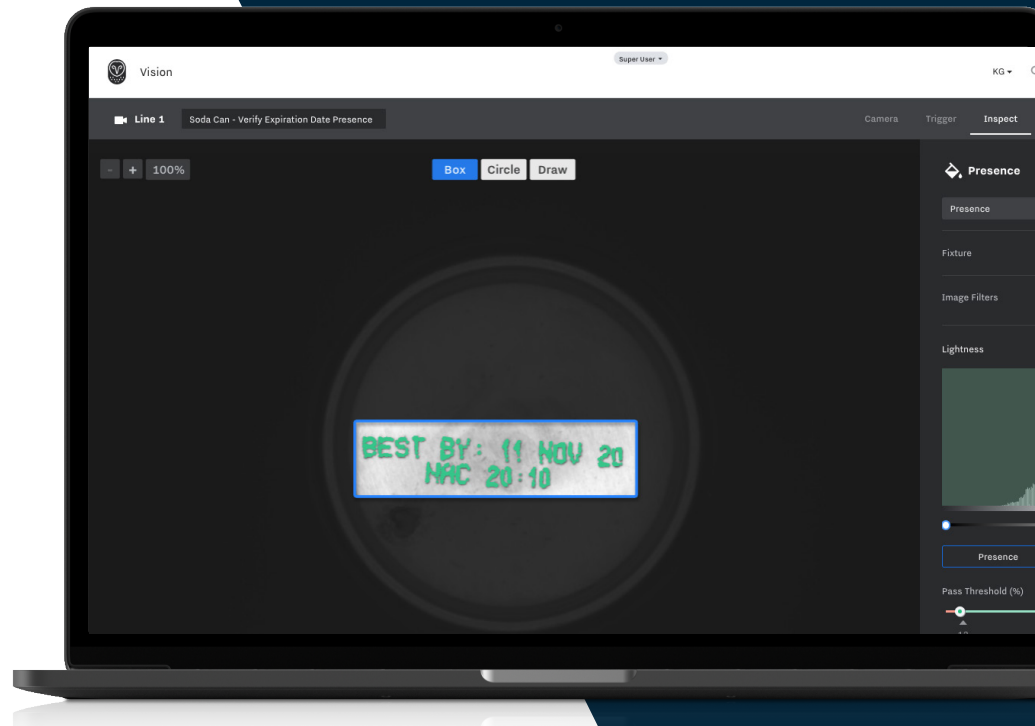 Super User
Vision
KG
Line 1
Soda Can - Verify Expiration Date Presence
Camera
Trigger
Inspect
- + 100%
Box
Circle
Draw
Presence
Presence
Fixture
Image Filters
Lightness
BEST BY: 11 NOV 20
MAC 20:10
Presence
Pass Threshold (%)